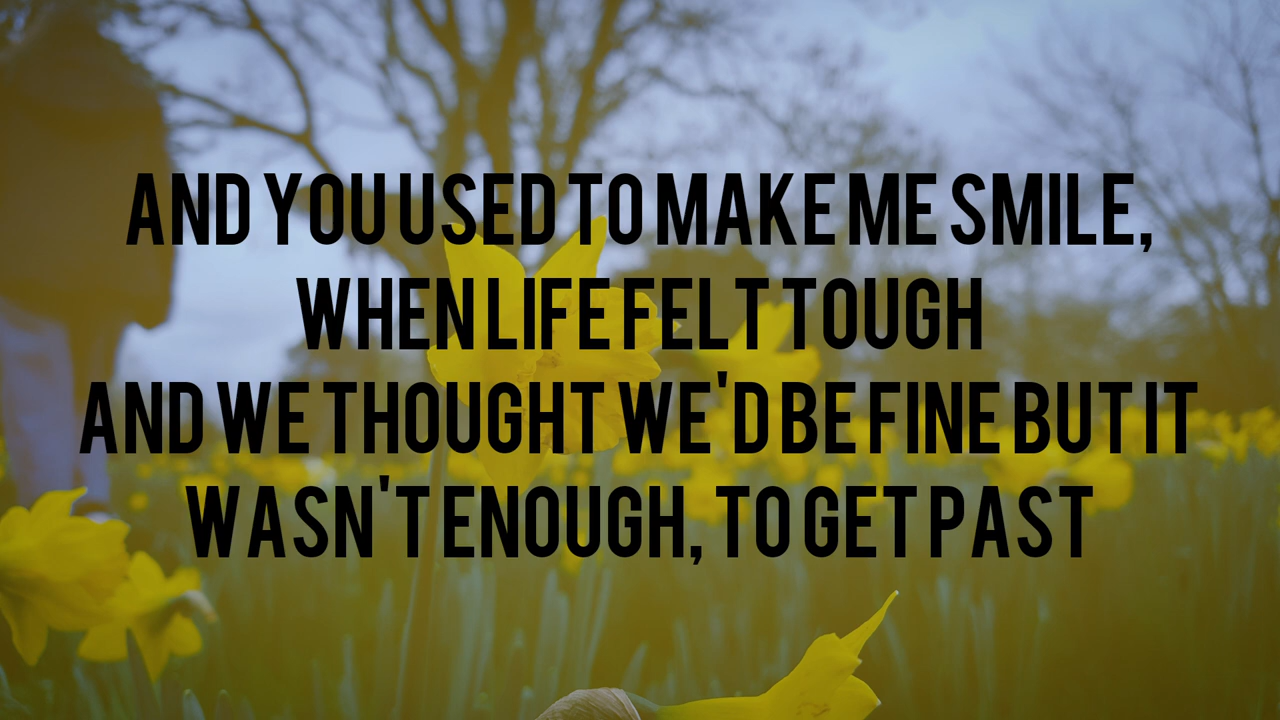 AND YOU USED TO MAKE ME SMILE,
WHEN LIFE FELT TOUGH
AND WE THOUGHT WE'D BE FINE BUT IT
WASN'T ENOUGH, TO GET PAST